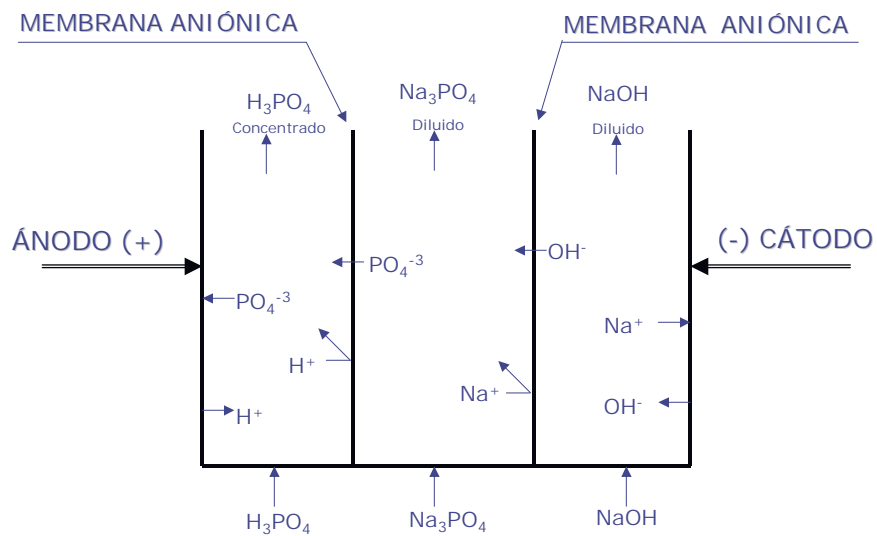 MEMBRANA ANIÓNICA
MEMBRANA ANIÓNICA
H₃PO₄
Concentrado
Na₃PO₄
Diluido
NaOH
Diluido
ÁNODO (+)
(-) CÁTODO
OH⁻
PO₄⁻³
PO₄⁻³
Na⁺
H⁺
Na⁺
OH⁻
H⁺
H₃PO₄
Na₃PO₄
NaOH